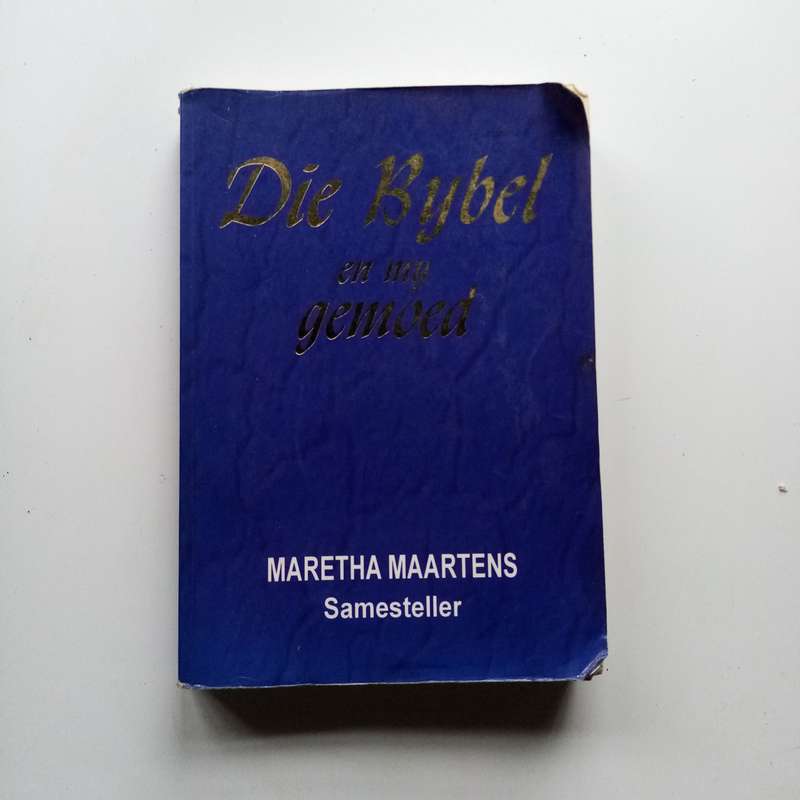 Die Bybel
en my
gemoed
MARETHA MAARTENS
Samesteller